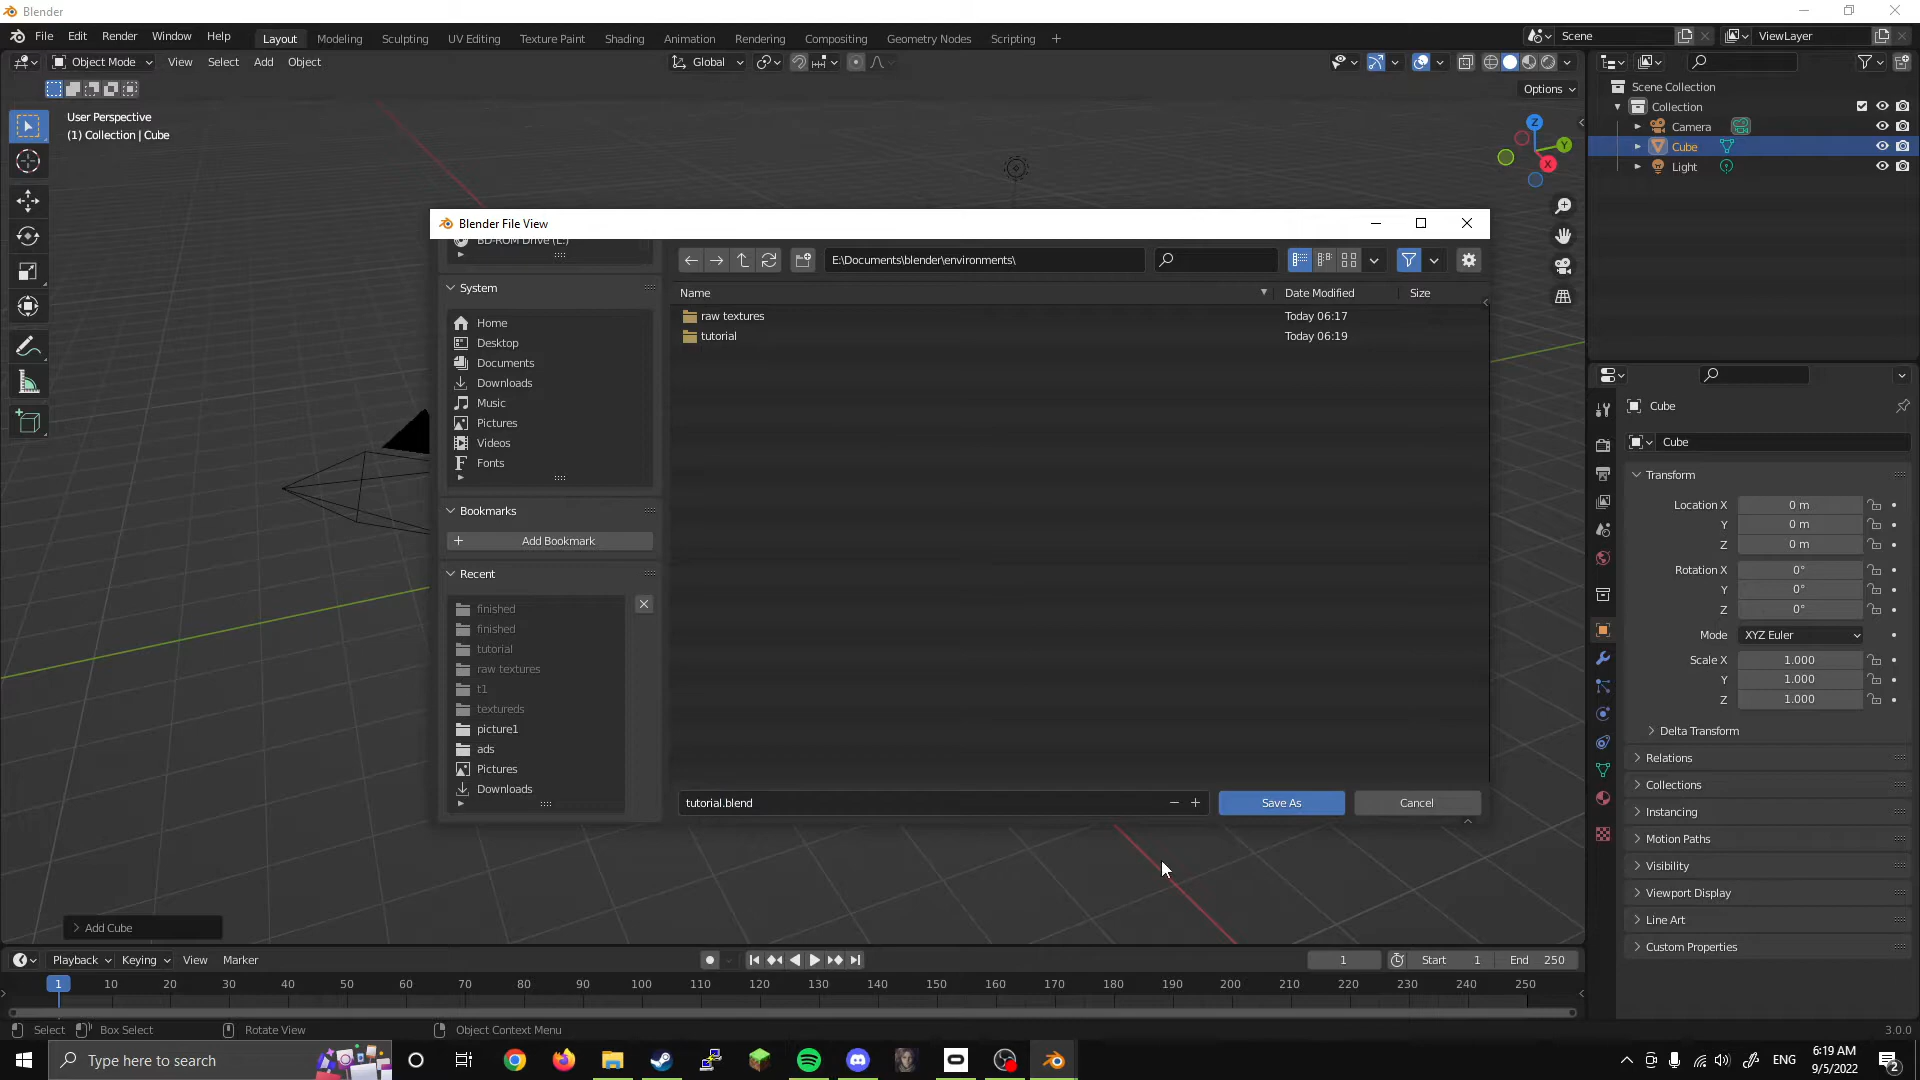 Blender
File Edit Render Window Help Layout Modeling Sculpting UV Editing Texture Paint Shading Animation Rendering Compositing Geometry Nodes Scripting + Scene ViewLayer
Object Mode View Select Add Object Global
Options
User Perspective
(1) Collection | Cube
Z
Y
X
Scene Collection
Collection
Camera
Cube
Light
Blender File View
BD-ROM Drive (L:)
E:\Documents\blender\environments\
System
Name Date Modified Size
Home
raw textures Today 06:17
Desktop
tutorial Today 06:19
Documents
Downloads
Music
Pictures
Videos
Fonts
Bookmarks
Add Bookmark
Recent
finished
finished
tutorial
raw textures
t1
textureds
picture1
ads
Pictures
Downloads
tutorial.blend
Save As
Cancel
Cube
Cube
Transform
Location X 0 m
Y 0 m
Z 0 m
Rotation X 0°
Y 0°
Z 0°
Mode XYZ Euler
Scale X 1.000
Y 1.000
Z 1.000
Delta Transform
Relations
Collections
Instancing
Motion Paths
Visibility
Viewport Display
Line Art
Custom Properties
Add Cube
Playback Keying View Marker 1 Start 1 End 250
1 10 20 30 40 50 60 70 80 90 100 110 120 130 140 150 160 170 180 190 200 210 220 230 240 250
Select Box Select Rotate View Object Context Menu 3.0.0
Type here to search
ENG
6:19 AM
9/5/2022
2